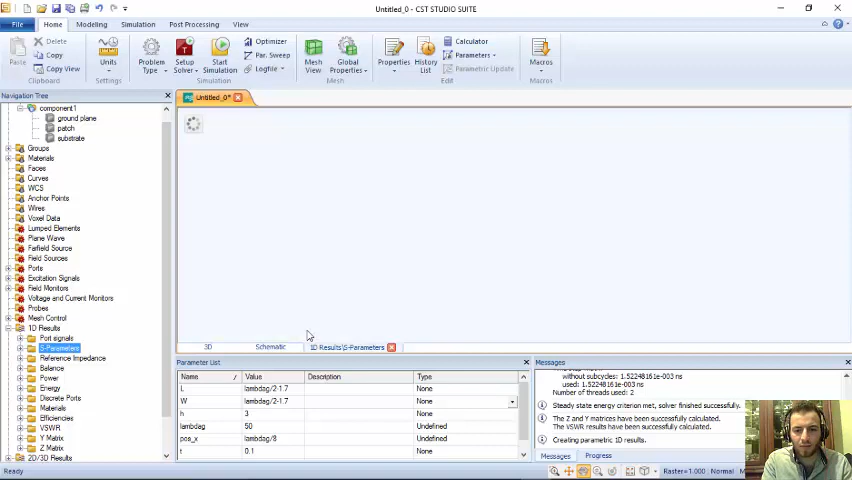 Untitled_0 - CST STUDIO SUITE
File Home Modeling Simulation Post Processing View
Paste Delete Copy Copy View
Clipboard
Units
Settings
Problem Type Setup Solver Start Simulation Optimizer Par. Sweep Logfile
Simulation
Mesh View Global Properties
Mesh
Properties History List Calculator Parameters Parametric Update
Edit
Macros
Macros
Navigation Tree
component1
ground plane
patch
substrate
Groups
Materials
Faces
Curves
WCS
Anchor Points
Wires
Voxel Data
Lumped Elements
Plane Wave
Farfield Source
Field Sources
Ports
Excitation Signals
Field Monitors
Voltage and Current Monitors
Probes
Mesh Control
1D Results
Port signals
S-Parameters
Reference Impedance
Balance
Power
Energy
Discrete Ports
Materials
Efficiencies
VSWR
Y Matrix
Z Matrix
2D/3D Results
Untitled_0*
3D Schematic 1D Results\S-Parameters
Parameter List
Name Value Description Type
L lambdag/2-1.7 None
W lambdag/2-1.7 None
h 3 None
lambdag 50 Undefined
pos_x lambdag/8 Undefined
t 0.1 None
Messages
without subcycles: 1.52248161e-003 ns
used: 1.52248161e-003 ns
Number of threads used: 2
Steady state energy criterion met, solver finished successfully.
The Z and Y matrices have been successfully calculated.
VSWR results have been successfully calculated.
Creating parametric 1D results.
Messages Progress
Ready
Raster=1.000 Normal